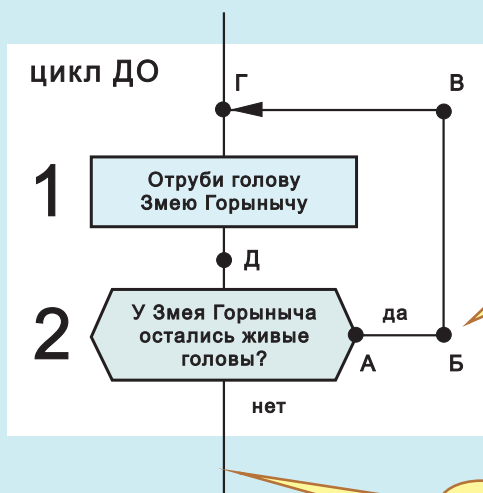 цикл ДО
Г
В
1
Отруби голову
Змею Горынычу
Д
2
У Змея Горыныча
остались живые
головы?
да
А
Б
нет